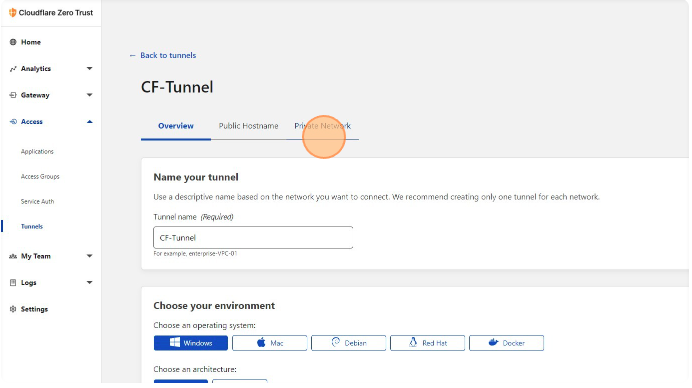 Cloudflare Zero Trust
Home
Analytics
Gateway
Access
Applications
Access Groups
Service Auth
Tunnels
My Team
Logs
Settings
← Back to tunnels
CF-Tunnel
Overview
Public Hostname
Private Network
Name your tunnel
Use a descriptive name based on the network you want to connect. We recommend creating only one tunnel for each network.
Tunnel name (Required)
CF-Tunnel
For example, enterprise-VPC-01
Choose your environment
Choose an operating system:
Windows
Mac
Debian
Red Hat
Docker
Choose an architecture: